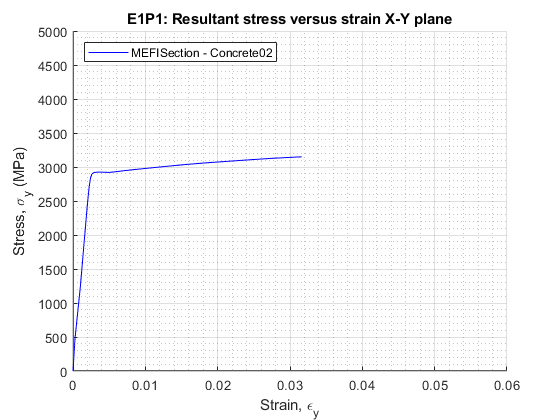 E1P1: Resultant stress versus strain X-Y plane
5000
MEFISection - Concrete02
4500
4000
3500
3000
2500
2000
1500
1000
500
0
Stress, σy (MPa)
0 0.01 0.02 0.03 0.04 0.05 0.06
Strain, ϵy